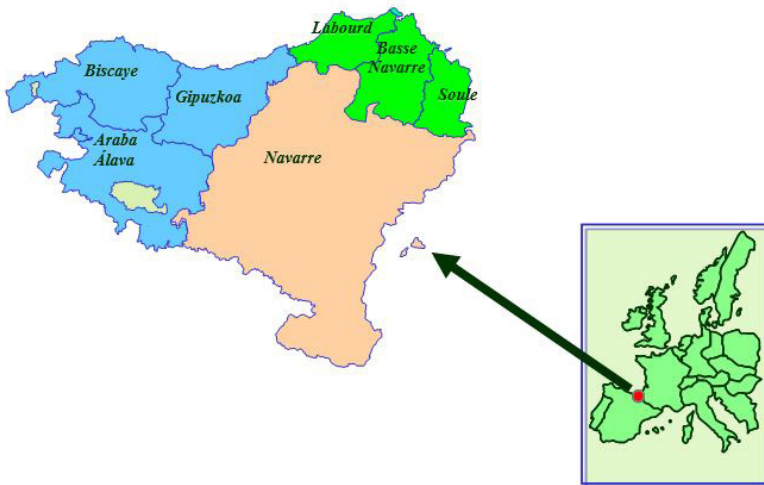 Labourd
Basse
Navarre
Soule
Biscaye
Gipuzkoa
Araba
Álava
Navarre